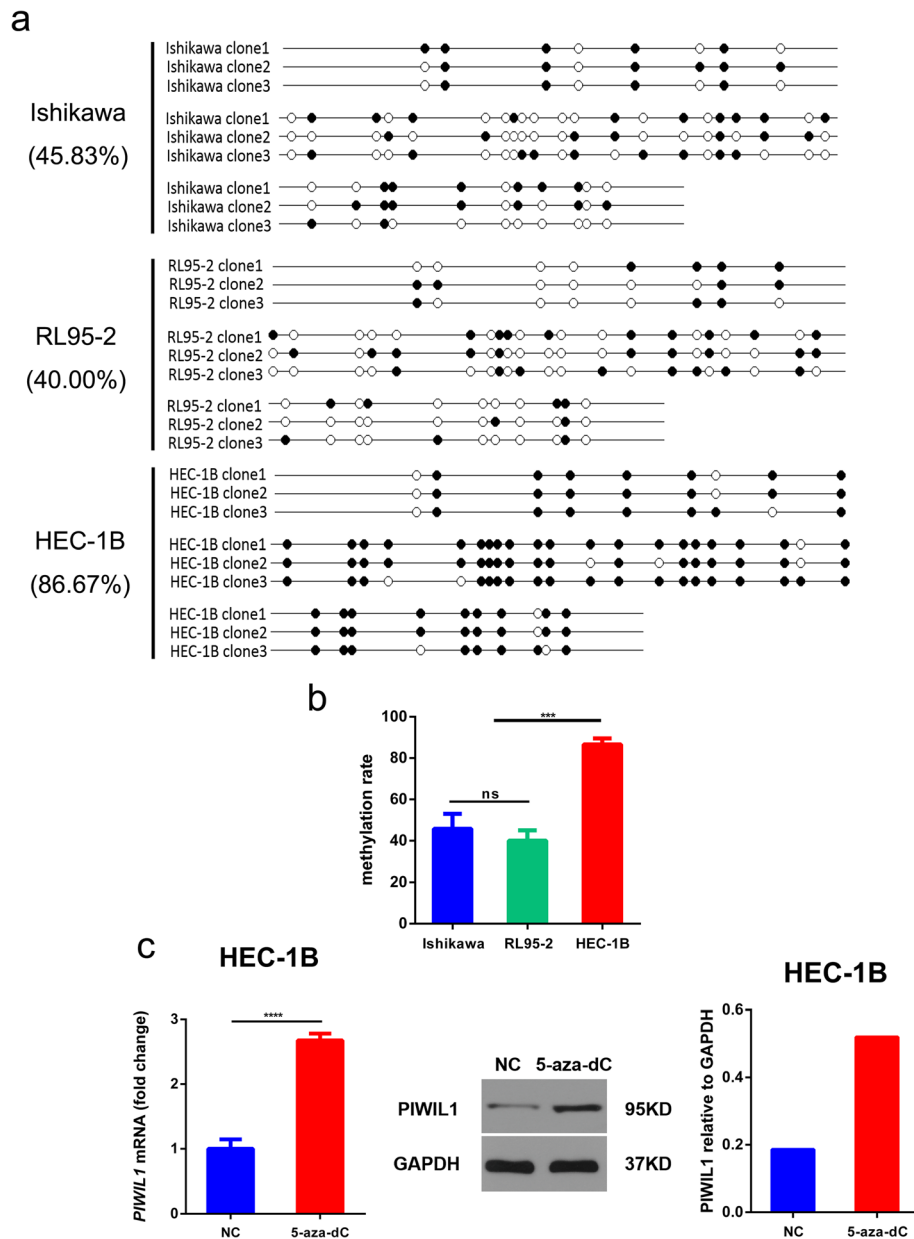 a
Ishikawa
(45.83%)
Ishikawa clone1
Ishikawa clone2
Ishikawa clone3
Ishikawa clone1
Ishikawa clone2
Ishikawa clone3
Ishikawa clone1
Ishikawa clone2
Ishikawa clone3
RL95-2
(40.00%)
RL95-2 clone1
RL95-2 clone2
RL95-2 clone3
RL95-2 clone1
RL95-2 clone2
RL95-2 clone3
RL95-2 clone1
RL95-2 clone2
RL95-2 clone3
HEC-1B
(86.67%)
HEC-1B clone1
HEC-1B clone2
HEC-1B clone3
HEC-1B clone1
HEC-1B clone2
HEC-1B clone3
HEC-1B clone1
HEC-1B clone2
HEC-1B clone3
b
methylation rate
100
80
60
40
20
0
***
ns
Ishikawa RL95-2 HEC-1B
c
HEC-1B
PIWIL1 mRNA (fold change)
3
2
1
0
****
NC 5-aza-dC
NC 5-aza-dC
PIWIL1 95KD
GAPDH 37KD
HEC-1B
PIWIL1 relative to GAPDH
0.6
0.4
0.2
0.0
NC 5-aza-dC